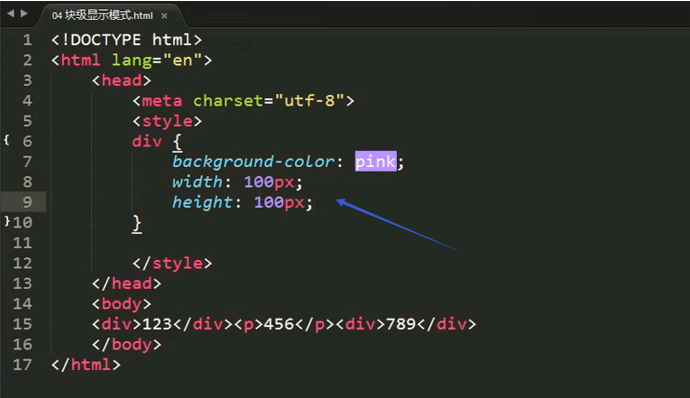 04 块级显示模式.html ×
1 <!DOCTYPE html>
2 <html lang="en">
3 <head>
4 <meta charset="utf-8">
5 <style>
6 div {
7 background-color: pink;
8 width: 100px;
9 height: 100px;
10 }
11
12 </style>
13 </head>
14 <body>
15 <div>123</div><p>456</p><div>789</div>
16 </body>
17 </html>